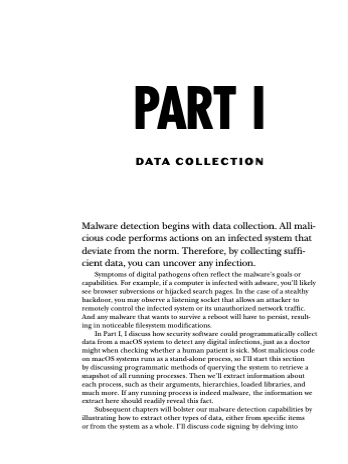 PART I
DATA COLLECTION
Malware detection begins with data collection. All mali-
cious code performs actions on an infected system that
deviate from the norm. Therefore, by collecting suffi-
cient data, you can uncover any infection.
Symptoms of digital pathogens often reflect the malware's goals or
capabilities. For example, if a computer is infected with adware, you'll likely
see browser subversions or hijacked search pages. In the case of a stealthy
backdoor, you may observe a listening socket that allows an attacker to
remotely control the infected system or its unauthorized network traffic.
And any malware that wants to survive a reboot will have to persist, result-
ing in noticeable filesystem modifications.
In Part I, I discuss how security software could programmatically collect
data from a macOS system to detect any digital infections, just as a doctor
might when checking whether a human patient is sick. Most malicious code
on macOS systems runs as a stand-alone process, so I'll start this section
by discussing programmatic methods of querying the system to retrieve a
snapshot of all running processes. Then we'll extract information about
each process, such as their arguments, hierarchies, loaded libraries, and
much more. If any running process is indeed malware, the information we
extract here should readily reveal this fact.
Subsequent chapters will bolster our malware detection capabilities by
illustrating how to extract other types of data, either from specific items
or from the system as a whole. I'll discuss code signing by delving into